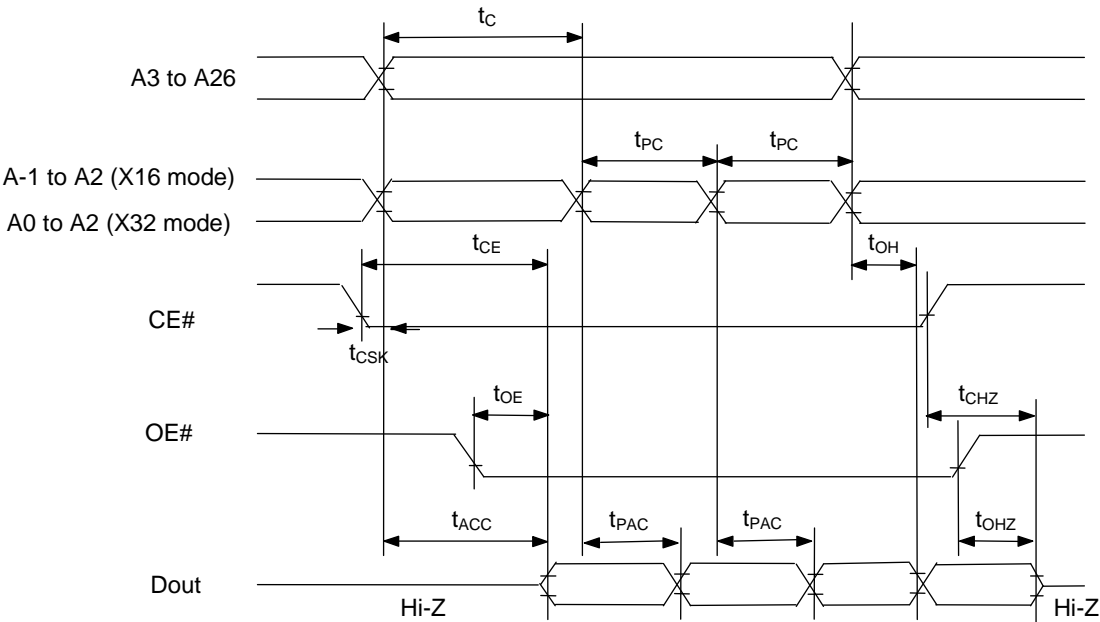 tC
A3 to A26
tPC tPC
A-1 to A2 (X16 mode)
A0 to A2 (X32 mode)
tCE
tOH
CE#
tCSK
tOE
tCHZ
OE#
tACC tPAC tPAC tOHZ
Dout
Hi-Z Hi-Z